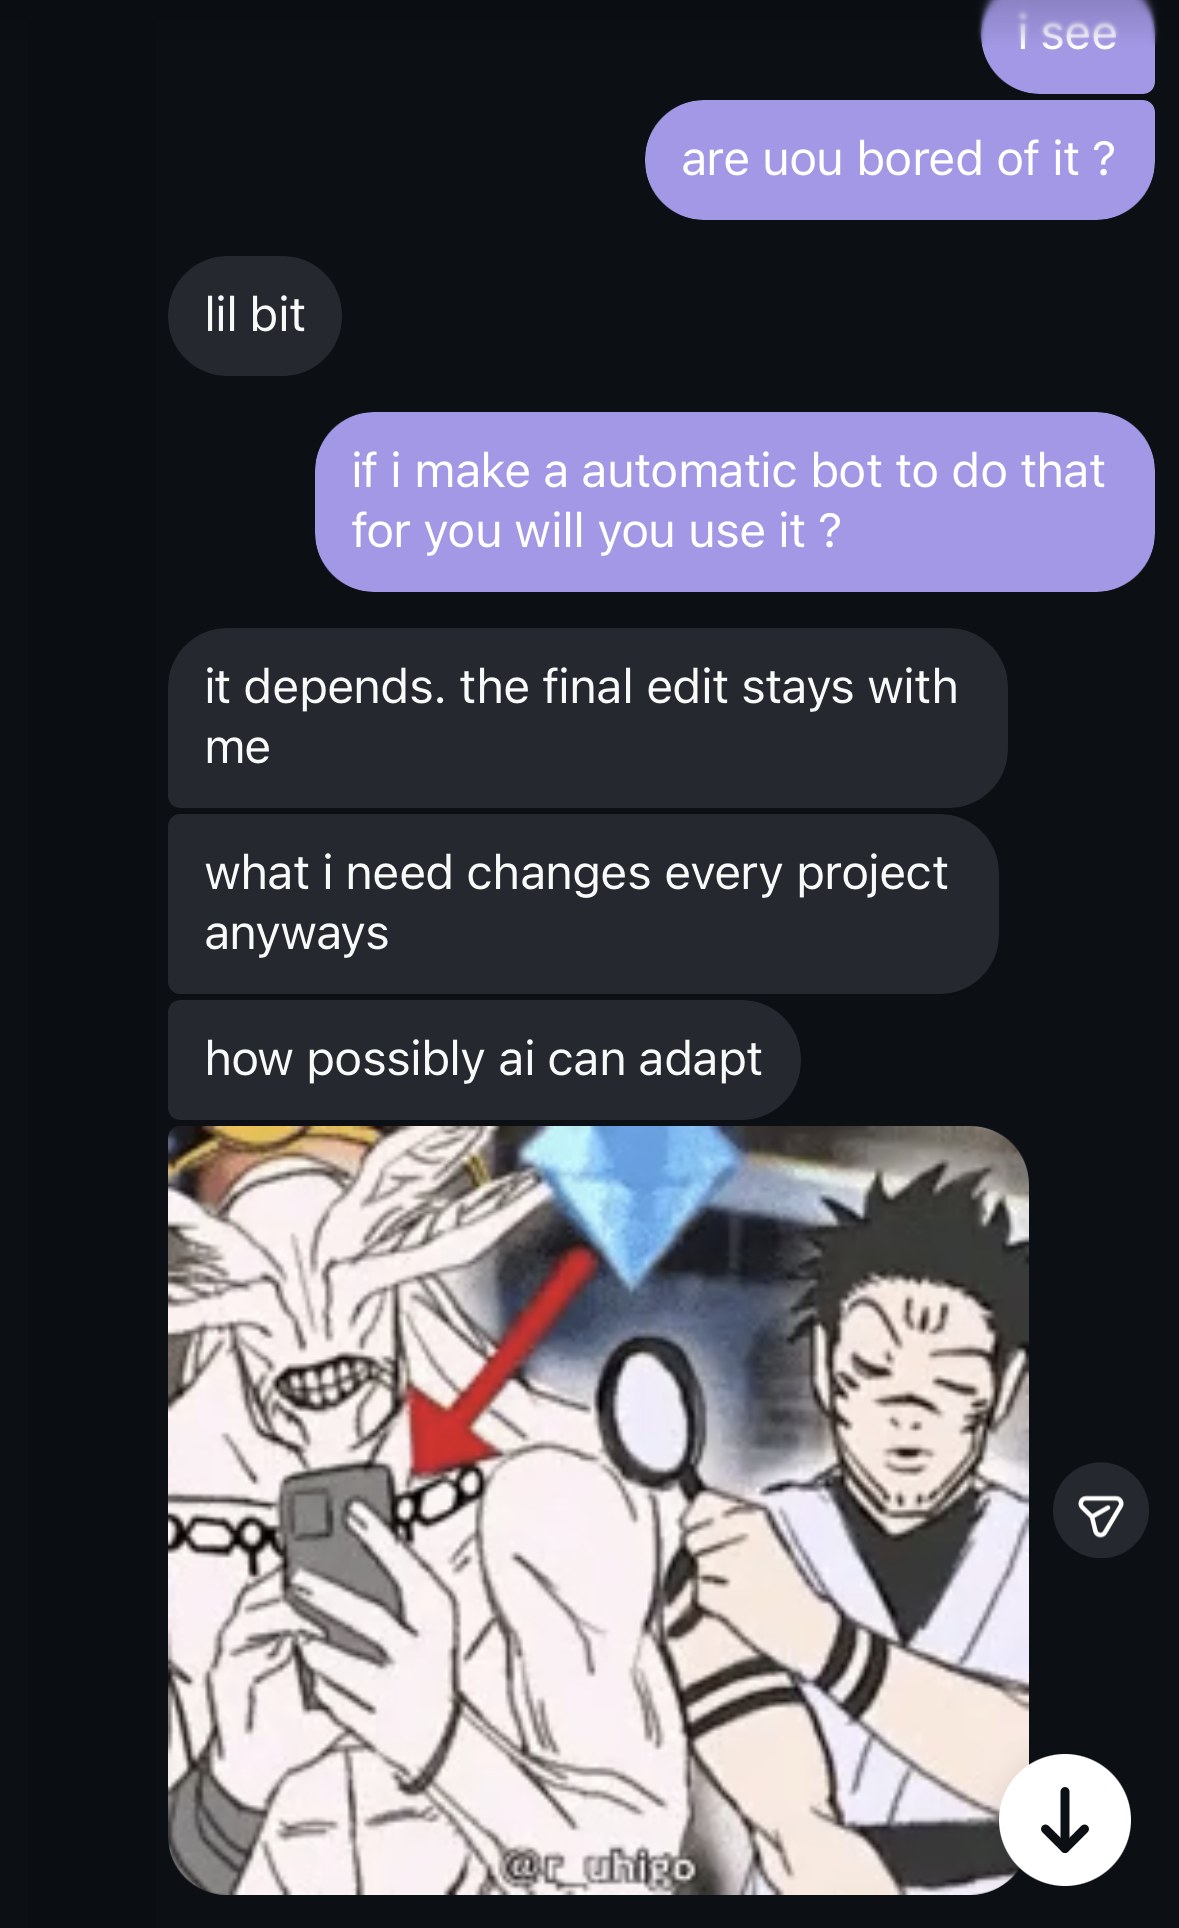 i see
are uou bored of it ?
lil bit
if i make a automatic bot to do that
for you will you use it ?
it depends. the final edit stays with
me
what i need changes every project
anyways
how possibly ai can adapt
@r_uhigo